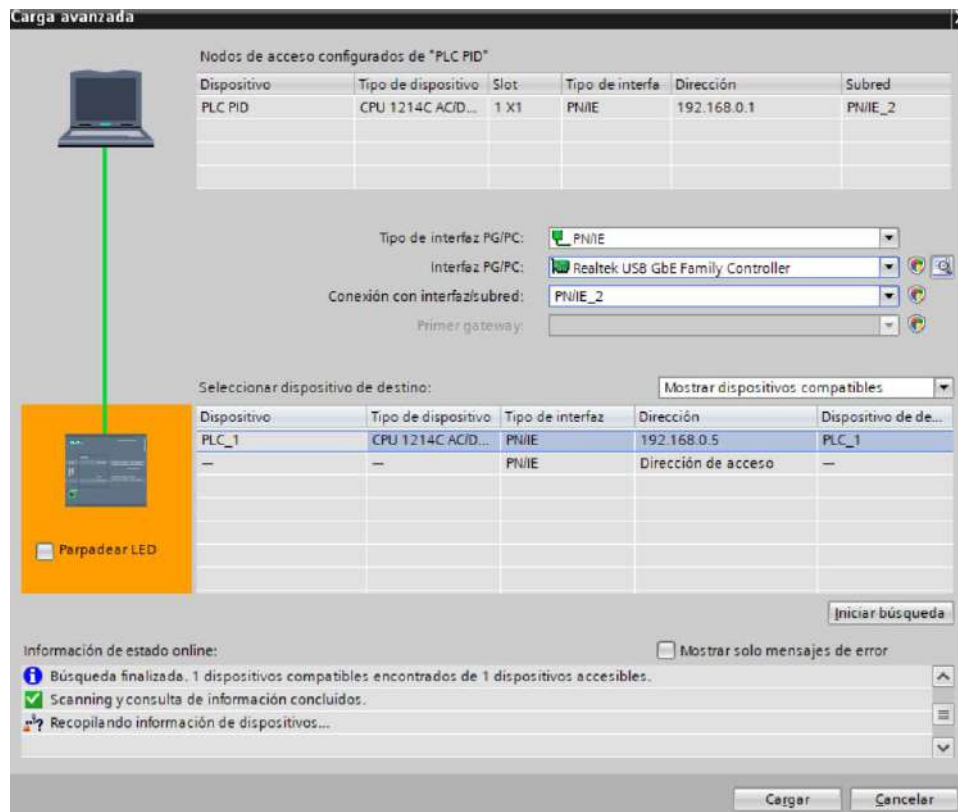 Carga avanzada
Nodos de acceso configurados de "PLC PID"
Dispositivo Tipo de dispositivo Slot Tipo de interfa Dirección Subred
PLC PID CPU 1214C AC/D... 1 X1 PN/IE 192.168.0.1 PN/IE_2
Tipo de interfaz PG/PC: PN/IE
Interfaz PG/PC: Realtek USB GbE Family Controller
Conexión con interfaz/subred: PN/IE_2
Primer gateway:
Seleccionar dispositivo de destino: Mostrar dispositivos compatibles
Dispositivo Tipo de dispositivo Tipo de interfaz Dirección Dispositivo de de...
PLC_1 CPU 1214C AC/D... PN/IE 192.168.0.5 PLC_1
— — PN/IE Dirección de acceso —
Parpadear LED
Iniciar búsqueda
Información de estado online: Mostrar solo mensajes de error
Búsqueda finalizada. 1 dispositivos compatibles encontrados de 1 dispositivos accesibles.
Scanning y consulta de información concluidos.
Recopilando información de dispositivos...
Cargar Cancelar